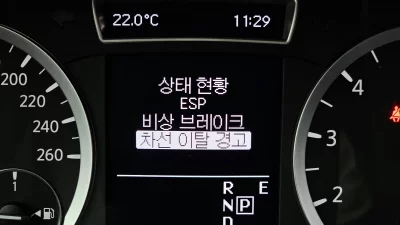 22.0°C 11:29
상태 현황
ESP
비상 브레이크
차선 이탈 경고
200
220
240
260
1
4
3
2
R E
N P
D